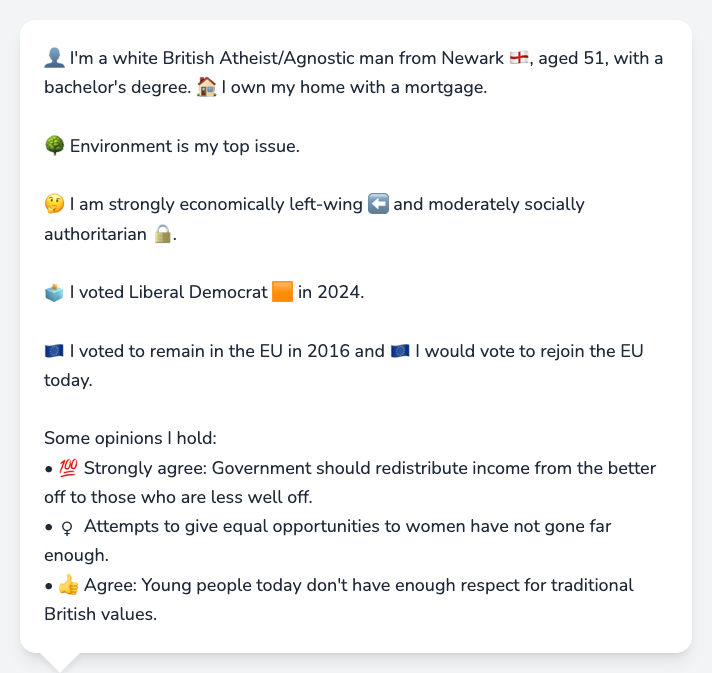 👤 I'm a white British Atheist/Agnostic man from Newark 🏴󠁧󠁢󠁥󠁮󠁧󠁿, aged 51, with a
bachelor's degree. 🏠 I own my home with a mortgage.
🌳 Environment is my top issue.
🤔 I am strongly economically left-wing ⬅️ and moderately socially
authoritarian 🔒.
🗳️ I voted Liberal Democrat 🟧 in 2024.
🇪🇺 I voted to remain in the EU in 2016 and 🇪🇺 I would vote to rejoin the EU
today.
Some opinions I hold:
• 💯 Strongly agree: Government should redistribute income from the better
off to those who are less well off.
• ♀ Attempts to give equal opportunities to women have not gone far
enough.
• 👍 Agree: Young people today don't have enough respect for traditional
British values.